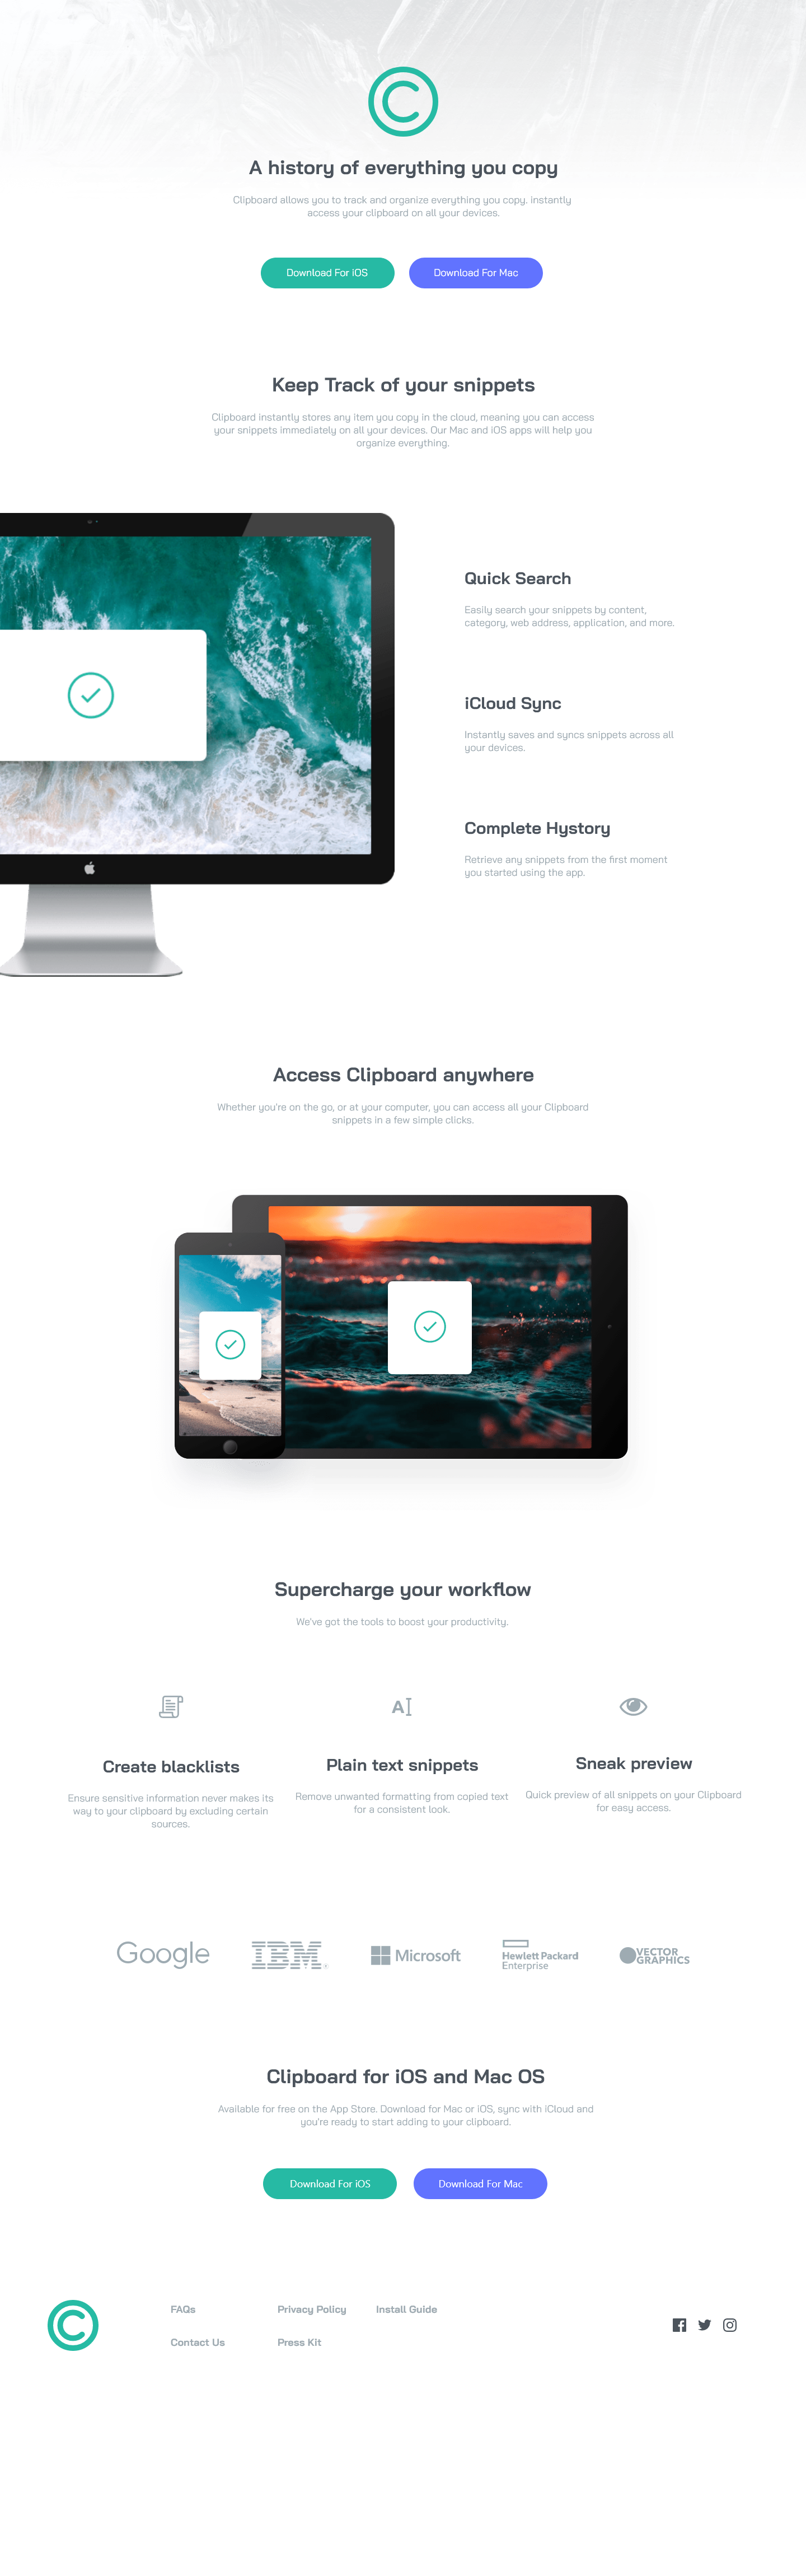 A history of everything you copy
Clipboard allows you to track and organize everything you copy. instantly
access your clipboard on all your devices.
Download For iOS
Download For Mac
Keep Track of your snippets
Clipboard instantly stores any item you copy in the cloud, meaning you can access
your snippets immediately on all your devices. Our Mac and iOS apps will help you
organize everything.
Quick Search
Easily search your snippets by content,
category, web address, application, and more.
iCloud Sync
Instantly saves and syncs snippets across all
your devices.
Complete Hystory
Retrieve any snippets from the first moment
you started using the app.
Access Clipboard anywhere
Whether you're on the go, or at your computer, you can access all your Clipboard
snippets in a few simple clicks.
Supercharge your workflow
We've got the tools to boost your productivity.
Create blacklists
Ensure sensitive information never makes its
way to your clipboard by excluding certain
sources.
Plain text snippets
Remove unwanted formatting from copied text
for a consistent look.
Sneak preview
Quick preview of all snippets on your Clipboard
for easy access.
Google
IBM®
Microsoft
Hewlett Packard
Enterprise
VECTOR
GRAPHICS
Clipboard for iOS and Mac OS
Available for free on the App Store. Download for Mac or iOS, sync with iCloud and
you're ready to start adding to your clipboard.
Download For iOS
Download For Mac
FAQs
Privacy Policy
Install Guide
Contact Us
Press Kit